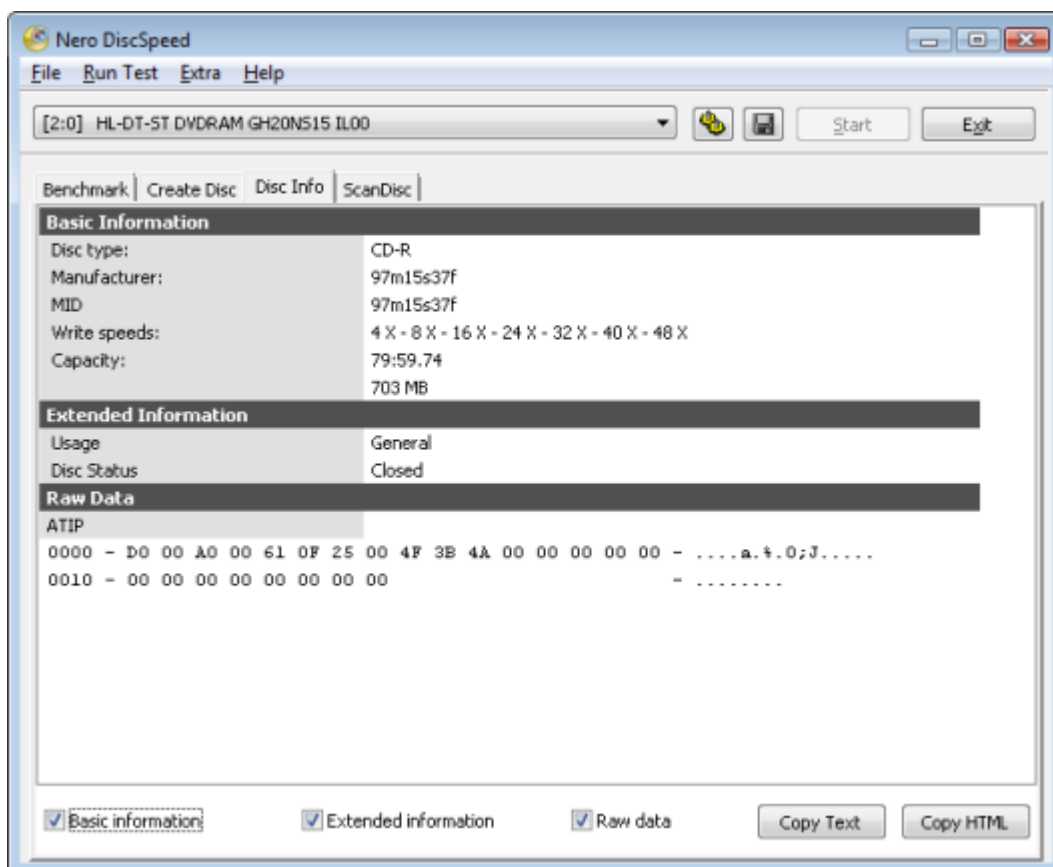 Nero DiscSpeed
File Run Test Extra Help
[2:0] HL-DT-ST DVDRAM GH20NS15 IL00
Start
Exit
Benchmark Create Disc Disc Info ScanDisc
Basic Information
Disc type: CD-R
Manufacturer: 97m15s37f
MID 97m15s37f
Write speeds: 4 X - 8 X - 16 X - 24 X - 32 X - 40 X - 48 X
Capacity: 79:59.74
703 MB
Extended Information
Usage General
Disc Status Closed
Raw Data
ATIP
0000 - D0 00 A0 00 61 0F 25 00 4F 3B 4A 00 00 00 00 00 - ....a.%.O;J.....
0010 - 00 00 00 00 00 00 00 00 - ........
Basic information Extended information Raw data Copy Text Copy HTML